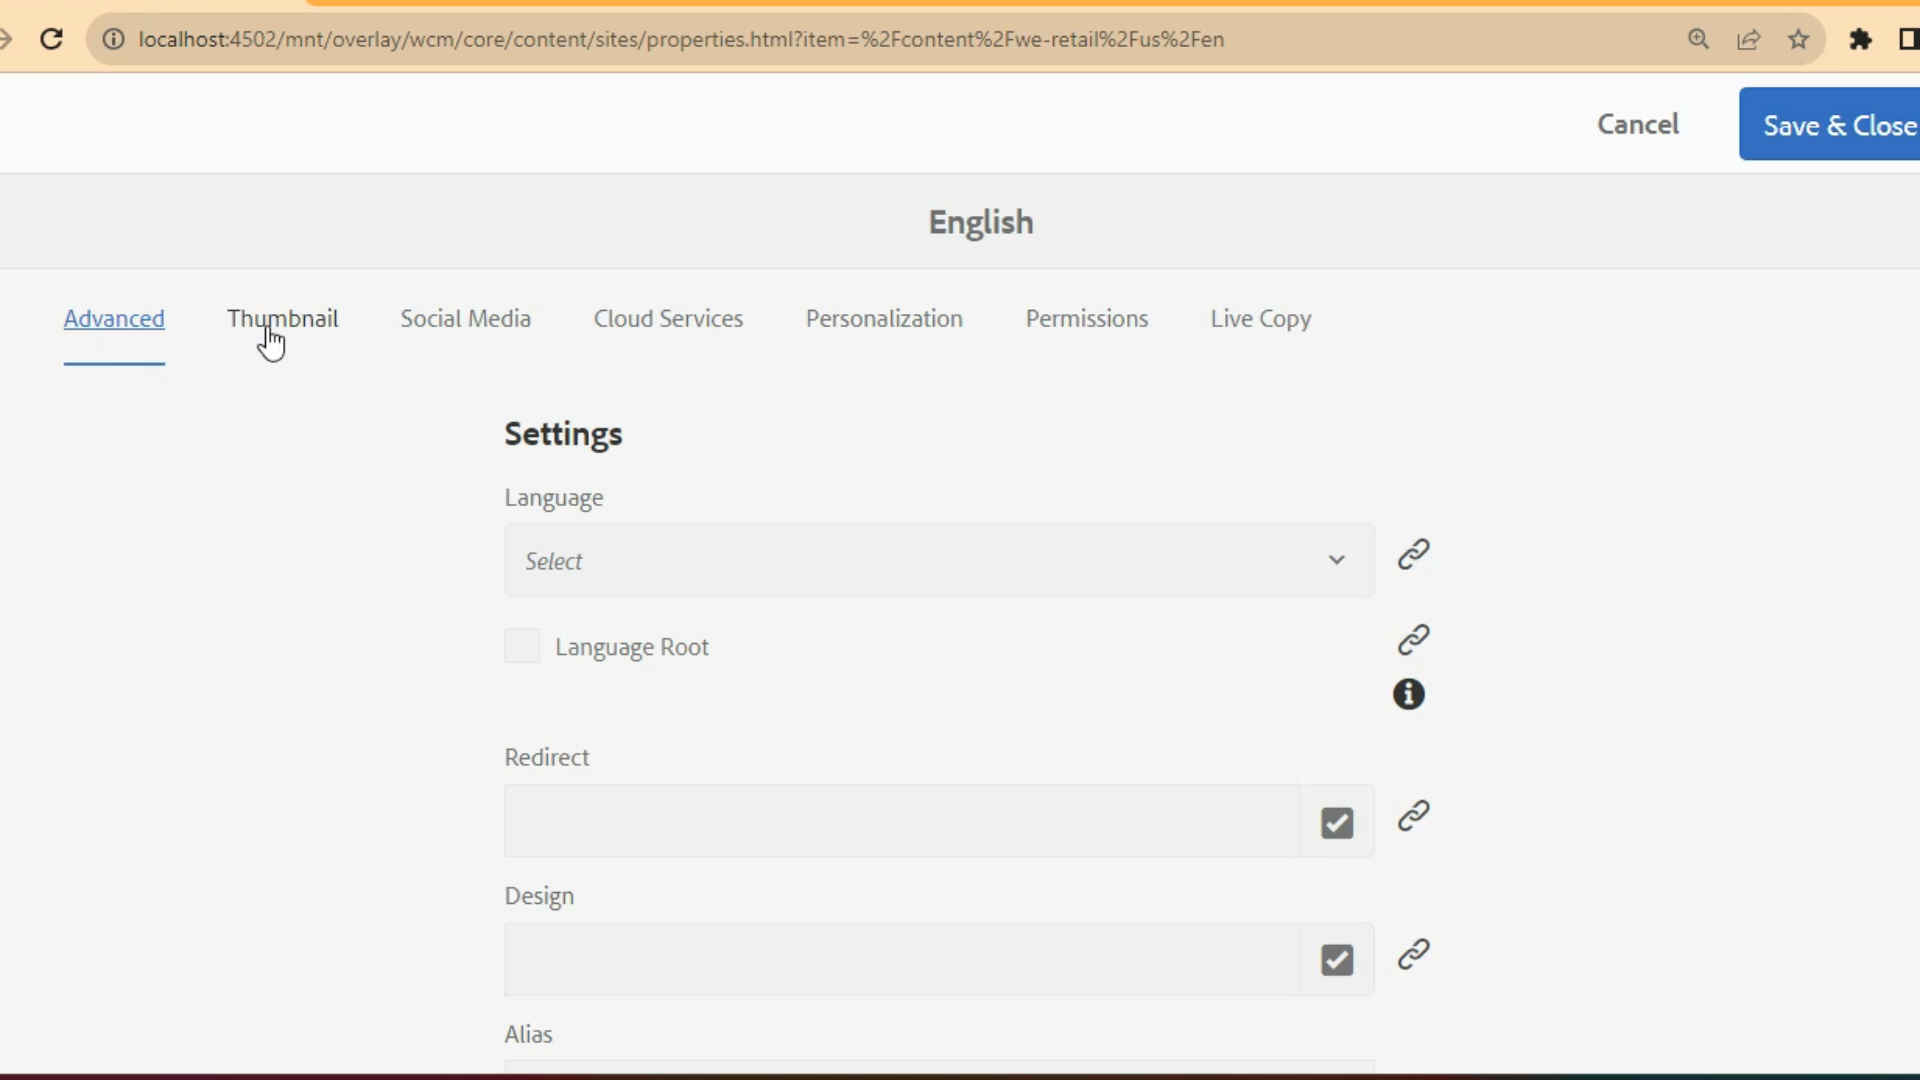 localhost:4502/mnt/overlay/wcm/core/content/sites/properties.html?item=%2Fcontent%2Fwe-retail%2Fus%2Fen
Cancel
Save & Close
English
Advanced Thumbnail Social Media Cloud Services Personalization Permissions Live Copy
Settings
Language
Select
Language Root
Redirect
Design
Alias